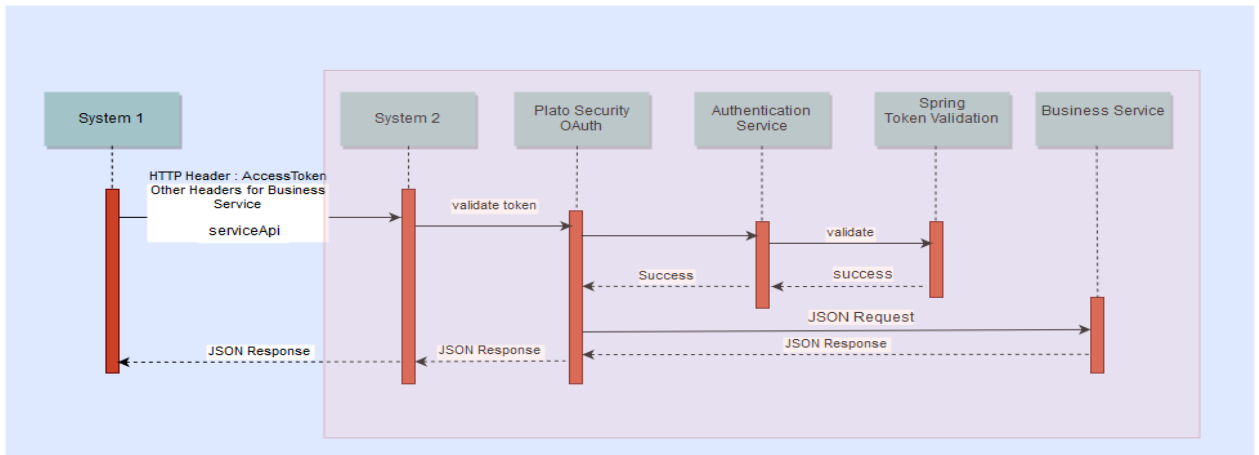 System 1
System 2
Plato Security
OAuth
Authentication
Service
Spring
Token Validation
Business Service
HTTP Header : AccessToken
Other Headers for Business
Service
serviceApi
validate token
validate
Success
success
JSON Request
JSON Response
JSON Response
JSON Response